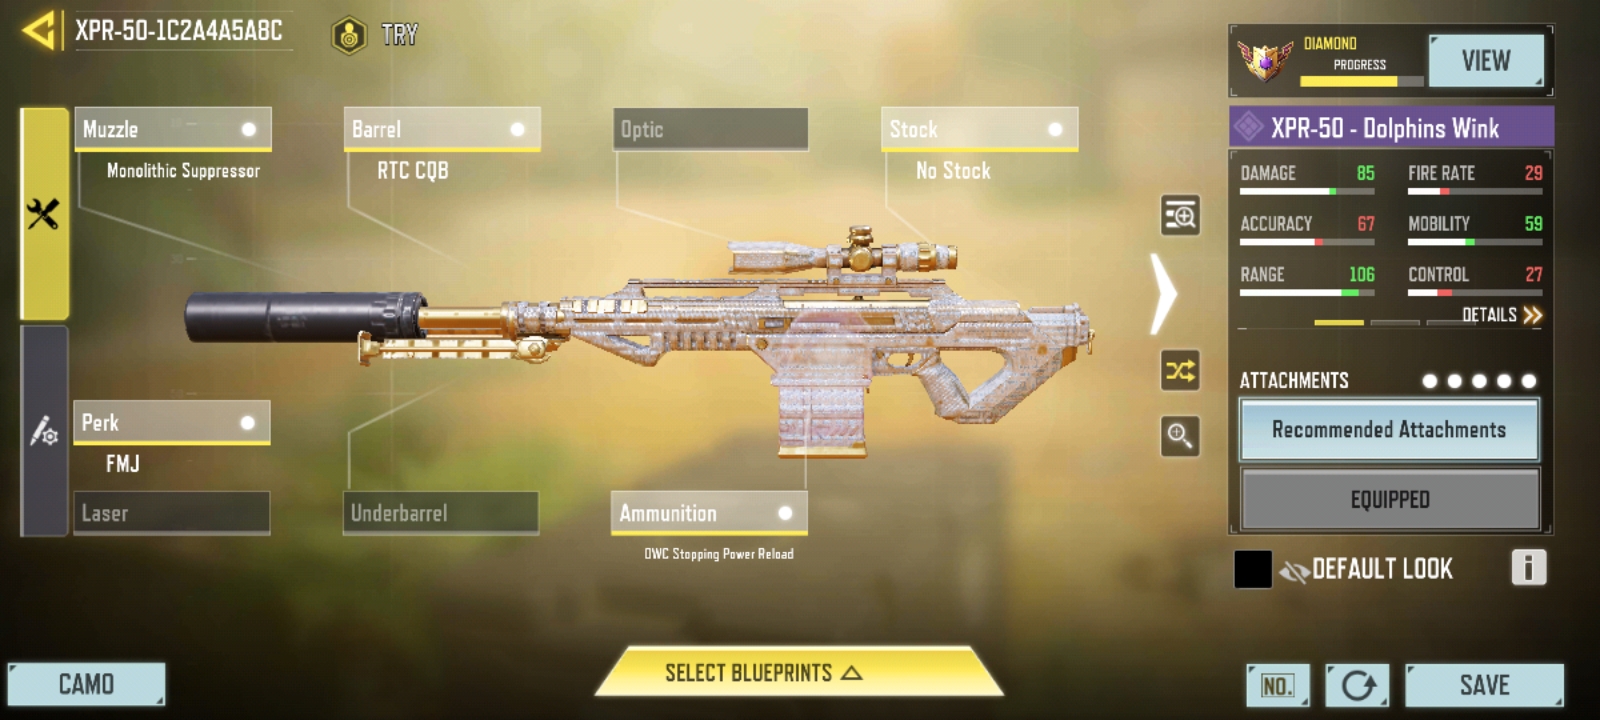 XPR-50-1C2A4A5A8C
TRY
DIAMOND
PROGRESS
VIEW
Muzzle
Monolithic Suppressor
Barrel
RTC CQB
Optic
Stock
No Stock
XPR-50 - Dolphins Wink
DAMAGE 85
FIRE RATE 29
ACCURACY 67
MOBILITY 59
RANGE 106
CONTROL 27
DETAILS
ATTACHMENTS
Recommended Attachments
EQUIPPED
Perk
FMJ
Laser
Underbarrel
Ammunition
OWC Stopping Power Reload
DEFAULT LOOK
i
CAMO
SELECT BLUEPRINTS
NO.
SAVE